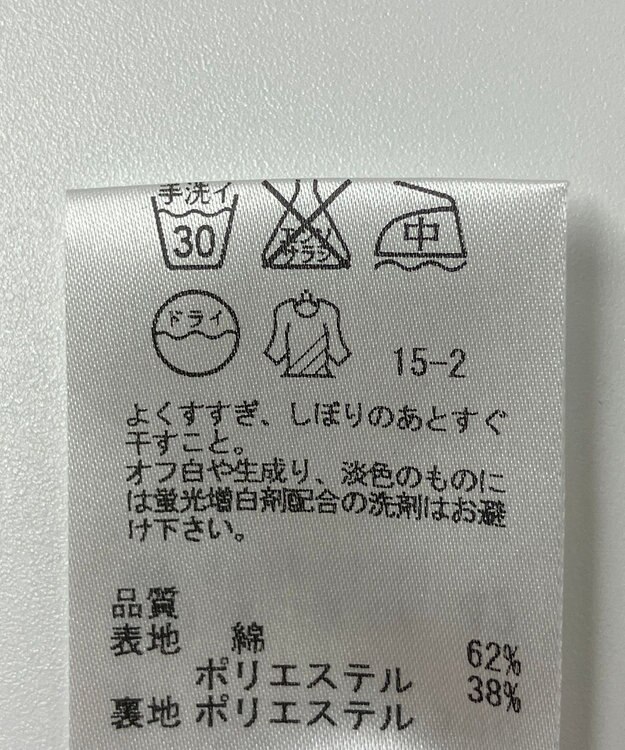 手洗イ
30
エンソ
サラシ
中
ドライ
15-2
よくすすぎ、しぼりのあとすぐ
干すこと。
オフ白や生成り、淡色のものに
は蛍光増白剤配合の洗剤はお避
け下さい。
品質
表地 綿 62%
ポリエステル 38%
裏地 ポリエステル